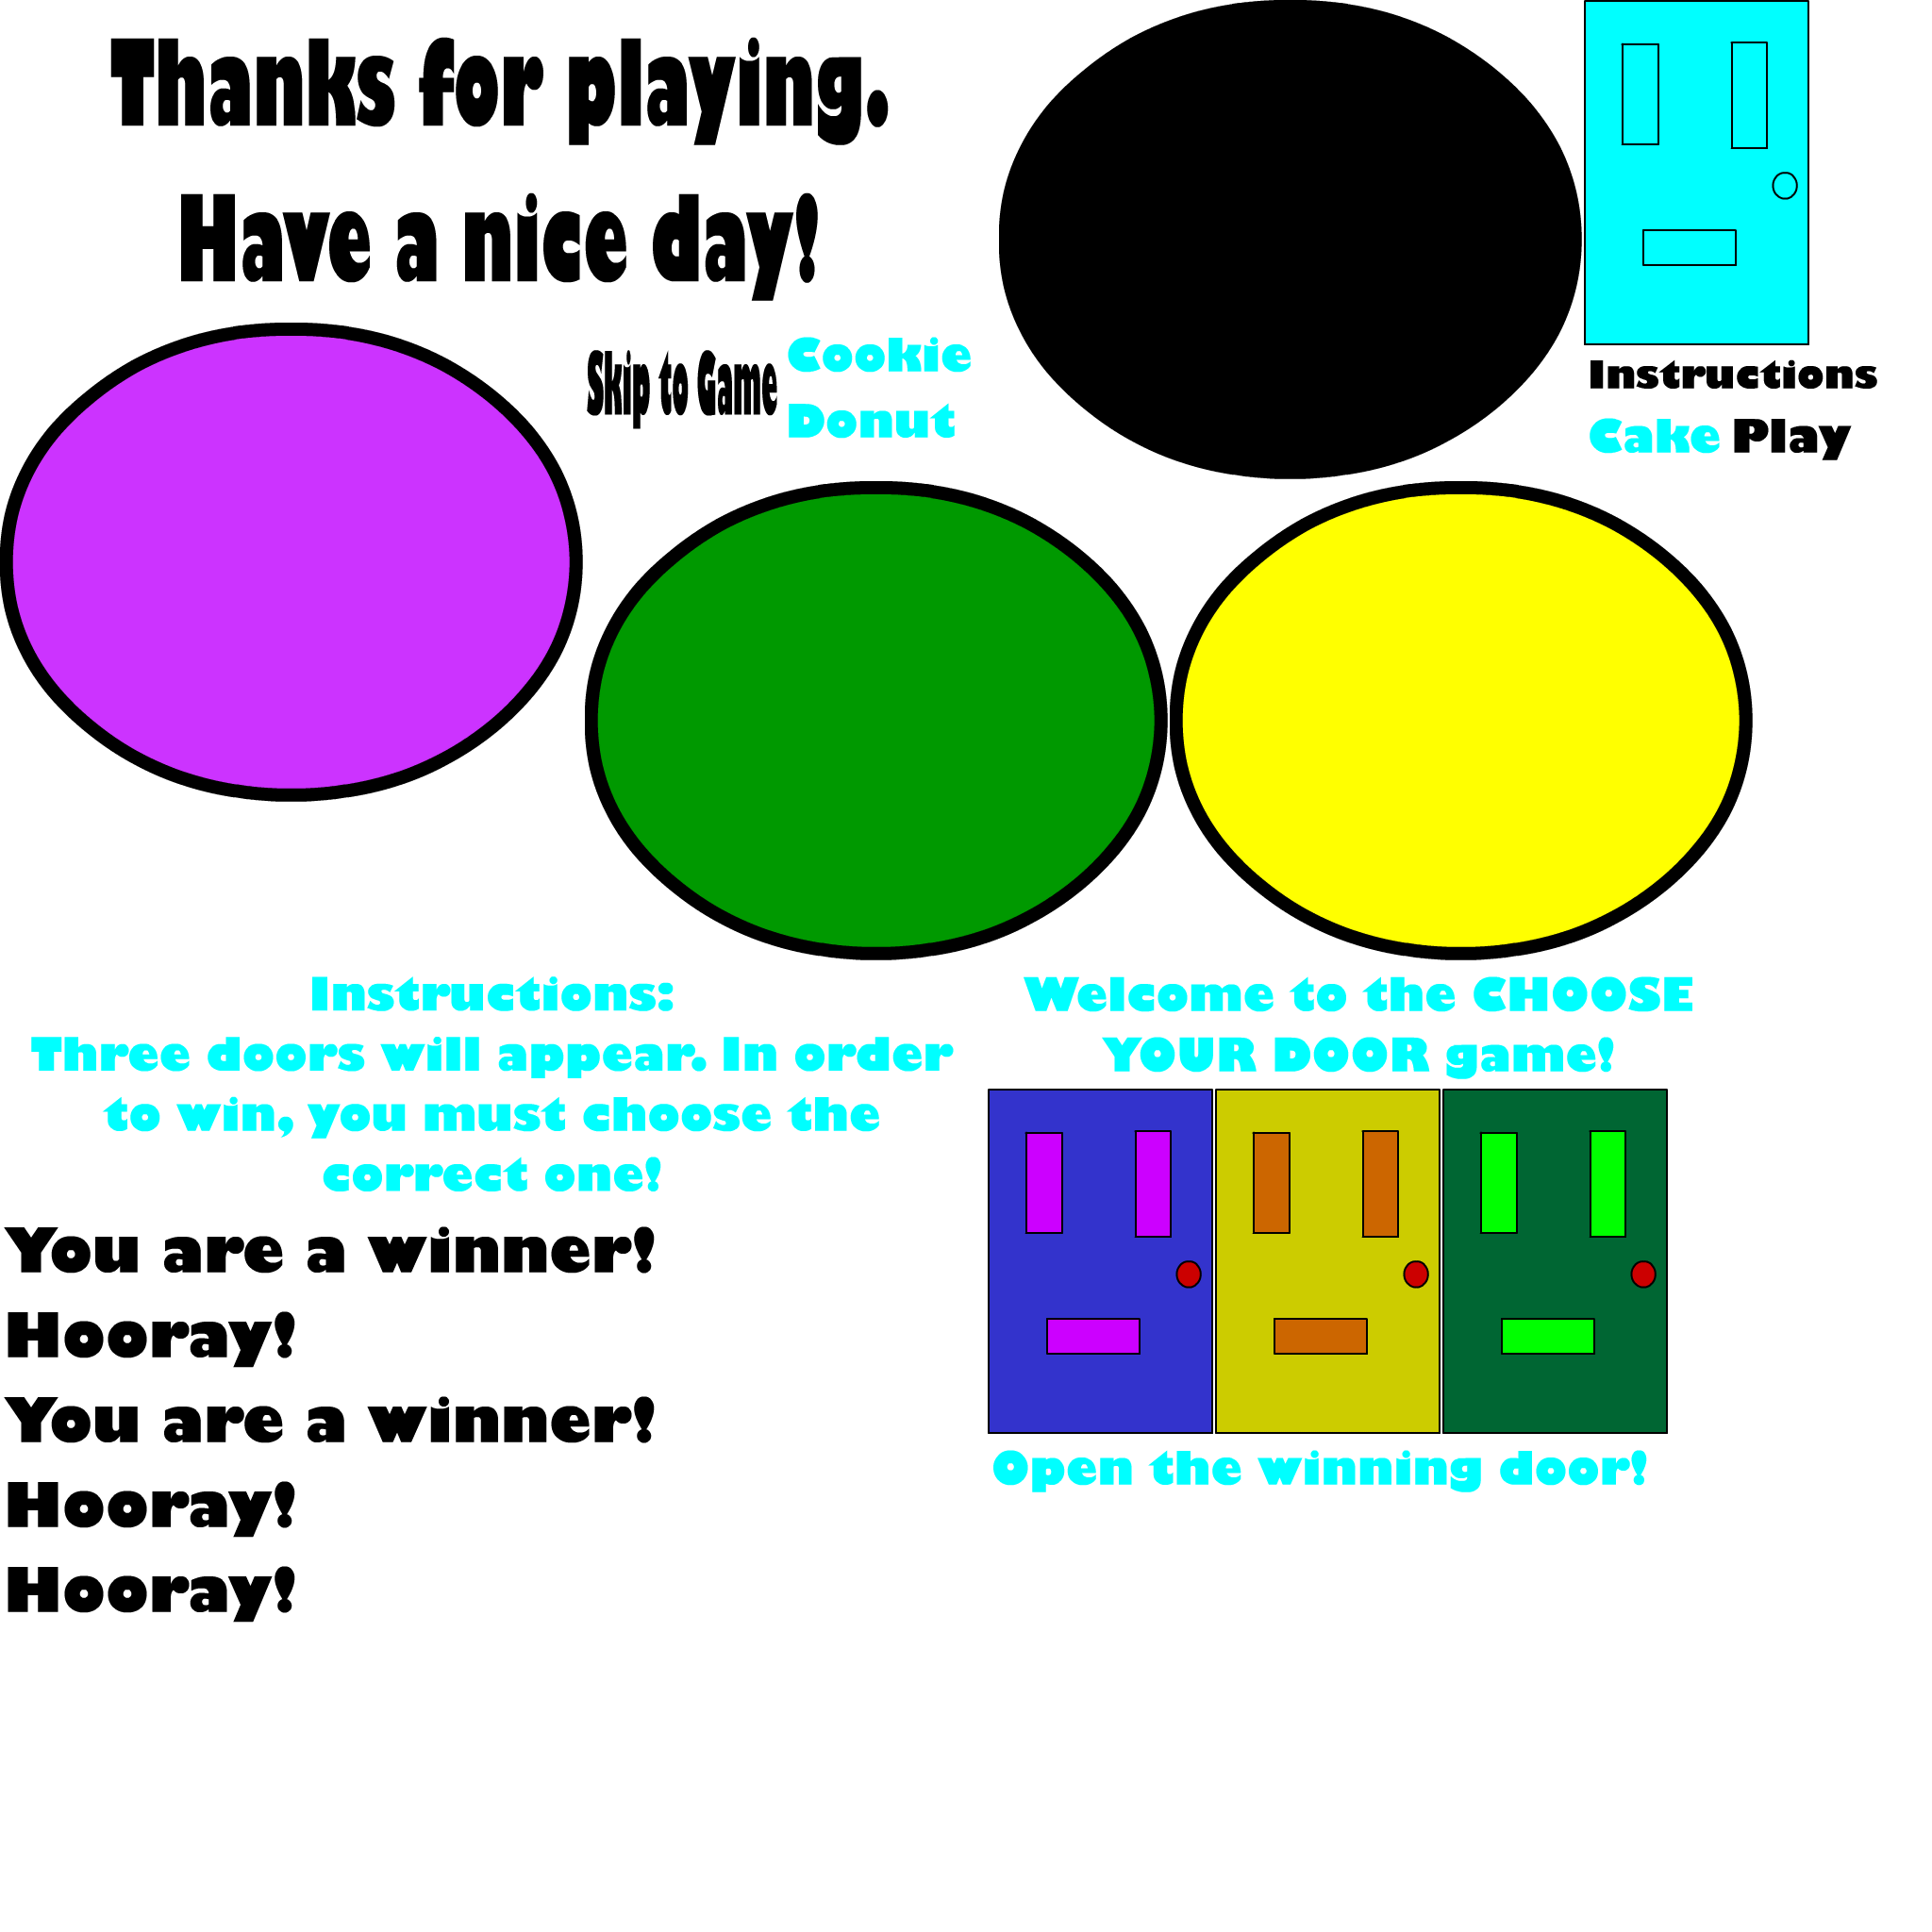 Thanks for playing.
Have a nice day!
Skip to Game
Cookie
Donut
Instructions
Cake Play
Instructions:
Three doors will appear. In order
to win, you must choose the
correct one!
Welcome to the CHOOSE
YOUR DOOR game!
You are a winner!
Hooray!
You are a winner!
Hooray!
Hooray!
Open the winning door!